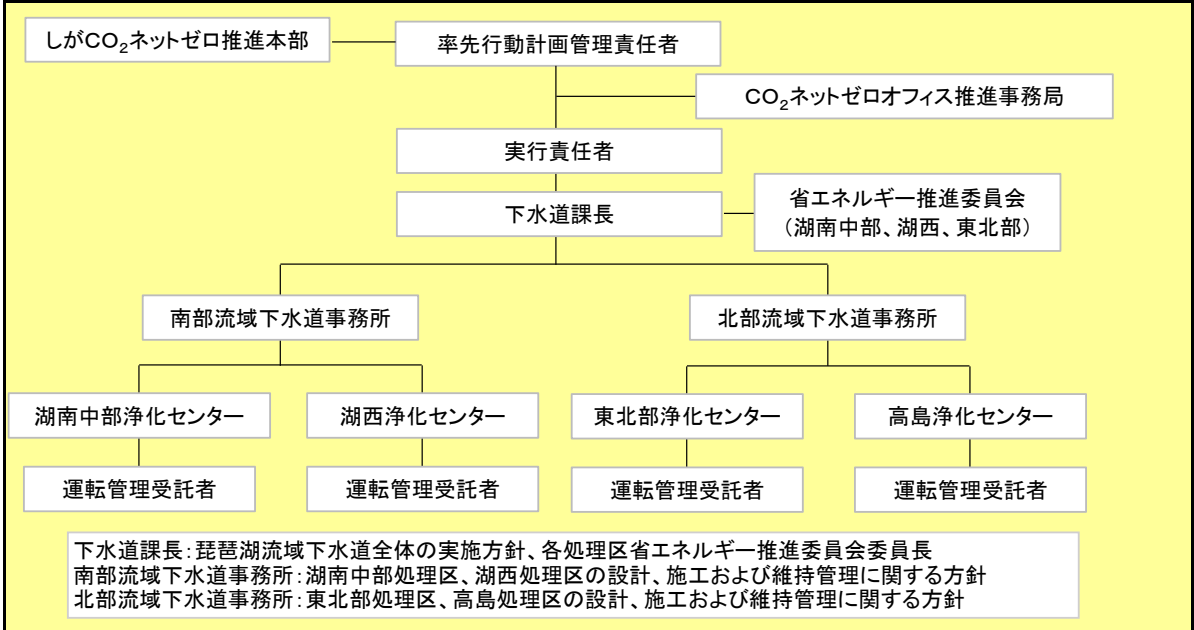 しがCO₂ネットゼロ推進本部
率先行動計画管理責任者
CO₂ネットゼロオフィス推進事務局
実行責任者
下水道課長
省エネルギー推進委員会
（湖南中部、湖西、東北部）
南部流域下水道事務所
北部流域下水道事務所
湖南中部浄化センター
湖西浄化センター
東北部浄化センター
高島浄化センター
運転管理受託者
運転管理受託者
運転管理受託者
運転管理受託者
下水道課長：琵琶湖流域下水道全体の実施方針、各処理区省エネルギー推進委員会委員長
南部流域下水道事務所：湖南中部処理区、湖西処理区の設計、施工および維持管理に関する方針
北部流域下水道事務所：東北部処理区、高島処理区の設計、施工および維持管理に関する方針